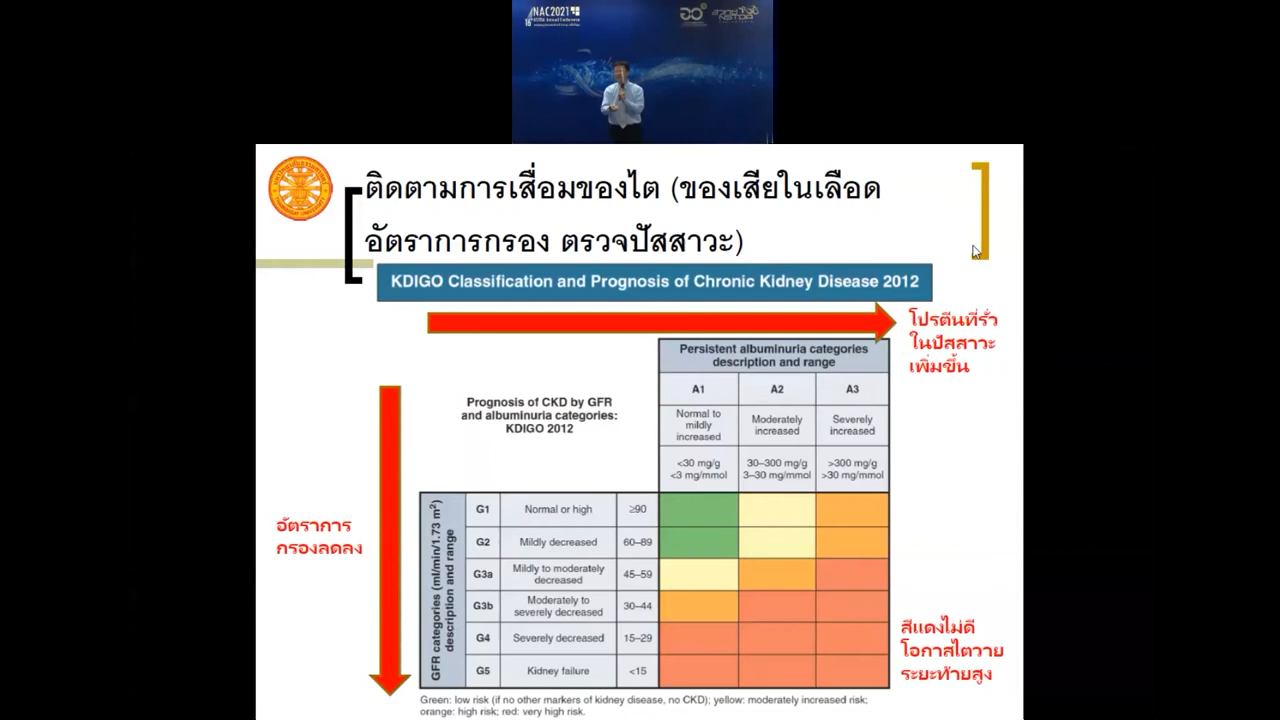 NAC2021
ติดตามการเสื่อมของไต (ของเสียในเลือด
อัตราการกรอง ตรวจปัสสาวะ)
KDIGO Classification and Prognosis of Chronic Kidney Disease 2012
โปรตีนที่รั่ว
ในปัสสาวะ
เพิ่มขึ้น
Persistent albuminuria categories
description and range
Prognosis of CKD by GFR
and albuminuria categories:
KDIGO 2012
A1 A2 A3
Normal to
mildly
increased
Moderately
increased
Severely
increased
<30 mg/g
<3 mg/mmol
30–300 mg/g
3–30 mg/mmol
>300 mg/g
>30 mg/mmol
อัตราการ
กรองลดลง
GFR categories (ml/min/1.73 m²)
description and range
G1 Normal or high ≥90
G2 Mildly decreased 60–89
G3a Mildly to moderately
decreased 45–59
G3b Moderately to
severely decreased 30–44
G4 Severely decreased 15–29
G5 Kidney failure <15
สีแดงไม่ดี
โอกาสไตวาย
ระยะท้ายสูง
Green: low risk (if no other markers of kidney disease, no CKD); yellow: moderately increased risk;
orange: high risk; red: very high risk.